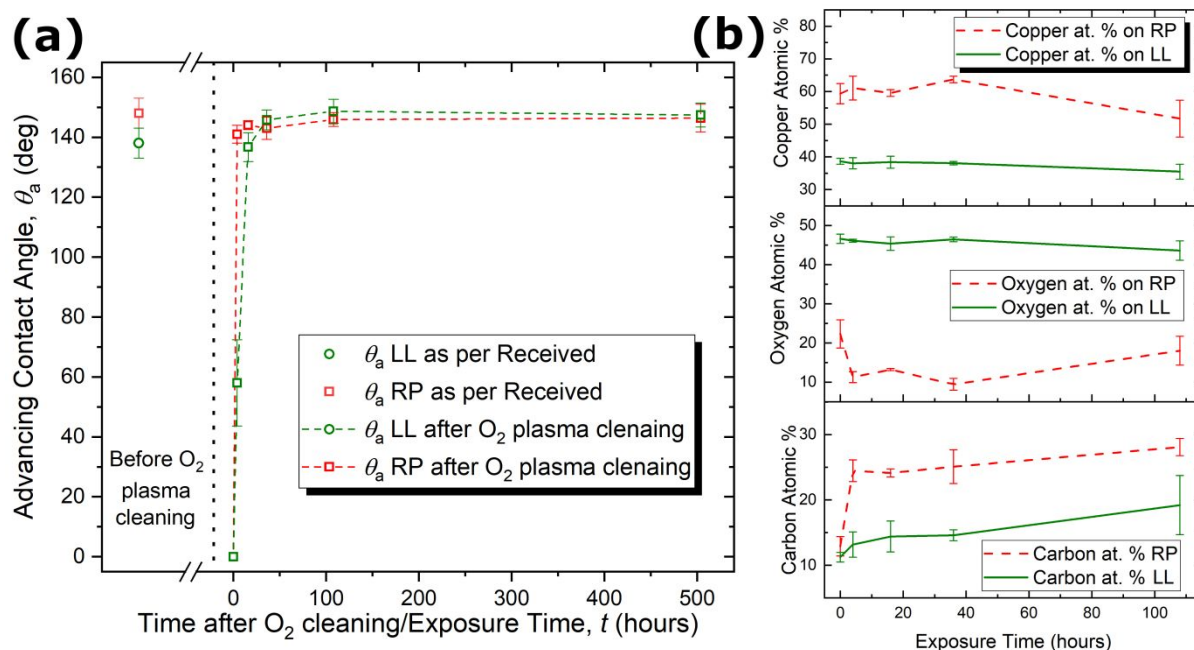 (a)
Advancing Contact Angle, θa (deg)
160
140
120
100
80
60
40
20
0
Before O2
plasma
cleaning
θa LL as per Received
θa RP as per Received
θa LL after O2 plasma clenaing
θa RP after O2 plasma clenaing
0
100
200
300
400
500
Time after O2 cleaning/Exposure Time, t (hours)
(b)
Copper Atomic %
80
70
60
50
40
30
Copper at. % on RP
Copper at. % on LL
Oxygen Atomic %
50
40
30
20
10
Oxygen at. % on RP
Oxygen at. % on LL
Carbon Atomic %
30
20
10
Carbon at. % RP
Carbon at. % LL
0
20
40
60
80
100
Exposure Time (hours)